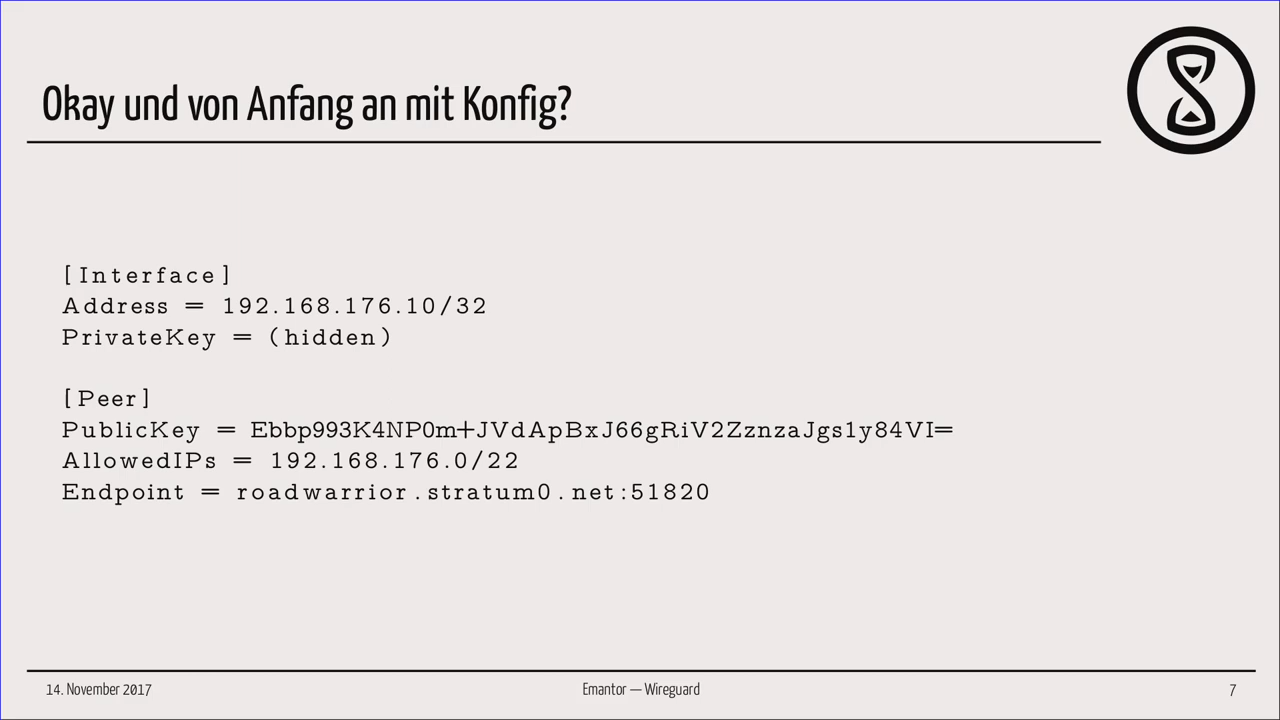 Okay und von Anfang an mit Konfig?
[Interface]
Address = 192.168.176.10/32
PrivateKey = (hidden)
[Peer]
PublicKey = Ebbp993K4NP0m+JVdApBxJ66gRiV2ZznzaJgs1y84VI=
AllowedIPs = 192.168.176.0/22
Endpoint = roadwarrior.stratum0.net:51820
14. November 2017
Emantor — Wireguard
7